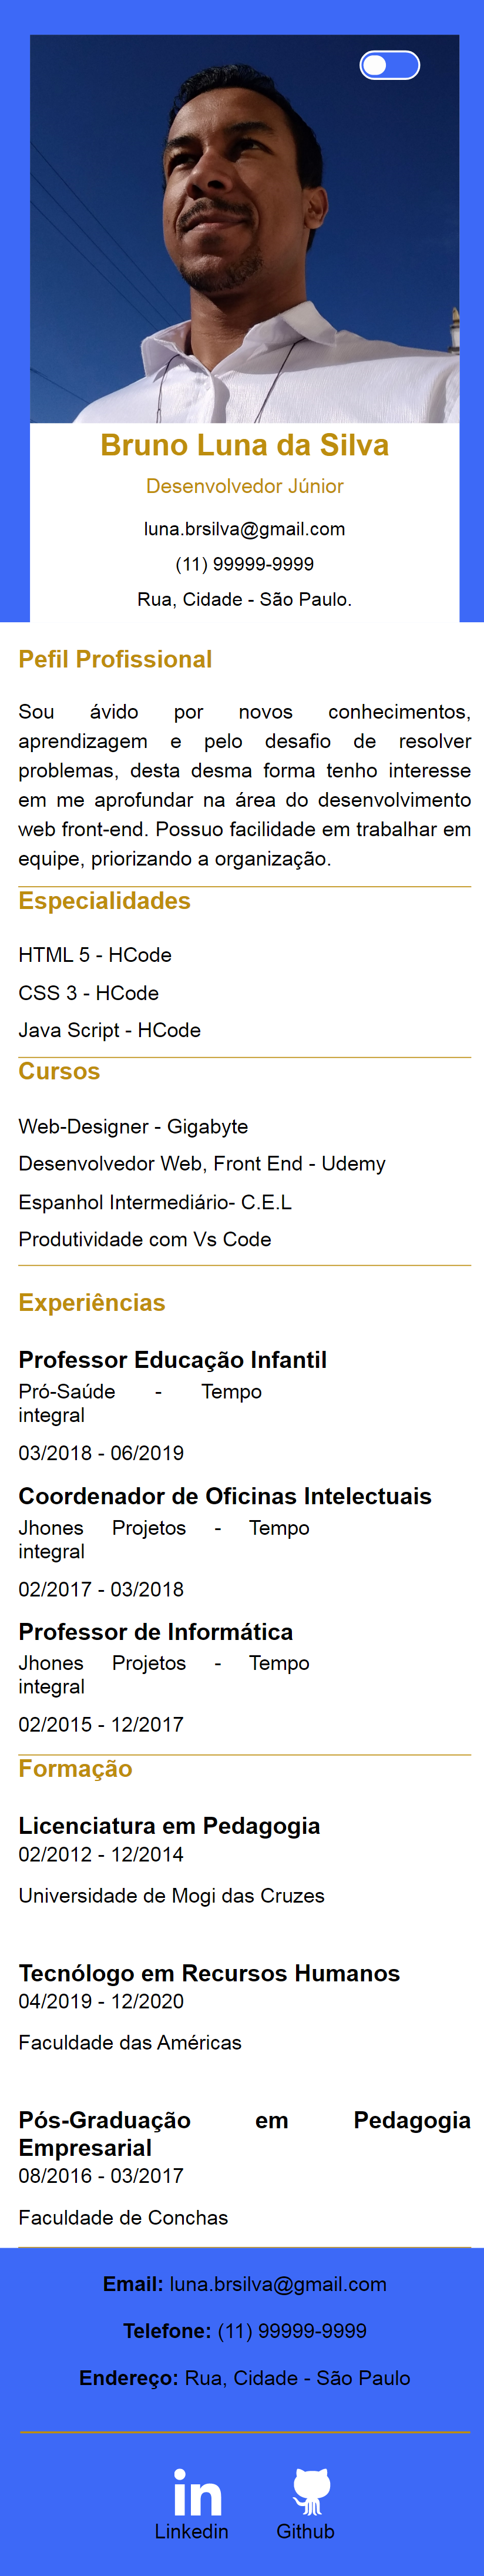 Bruno Luna da Silva
Desenvolvedor Júnior
luna.brsilva@gmail.com
(11) 99999-9999
Rua, Cidade - São Paulo.
Pefil Profissional
Sou ávido por novos conhecimentos,
aprendizagem e pelo desafio de resolver
problemas, desta desma forma tenho interesse
em me aprofundar na área do desenvolvimento
web front-end. Possuo facilidade em trabalhar em
equipe, priorizando a organização.
Especialidades
HTML 5 - HCode
CSS 3 - HCode
Java Script - HCode
Cursos
Web-Designer - Gigabyte
Desenvolvedor Web, Front End - Udemy
Espanhol Intermediário- C.E.L
Produtividade com Vs Code
Experiências
Professor Educação Infantil
Pró-Saúde - Tempo
integral
03/2018 - 06/2019
Coordenador de Oficinas Intelectuais
Jhones Projetos - Tempo
integral
02/2017 - 03/2018
Professor de Informática
Jhones Projetos - Tempo
integral
02/2015 - 12/2017
Formação
Licenciatura em Pedagogia
02/2012 - 12/2014
Universidade de Mogi das Cruzes
Tecnólogo em Recursos Humanos
04/2019 - 12/2020
Faculdade das Américas
Pós-Graduação em Pedagogia
Empresarial
08/2016 - 03/2017
Faculdade de Conchas
Email: luna.brsilva@gmail.com
Telefone: (11) 99999-9999
Endereço: Rua, Cidade - São Paulo
in
Linkedin Github